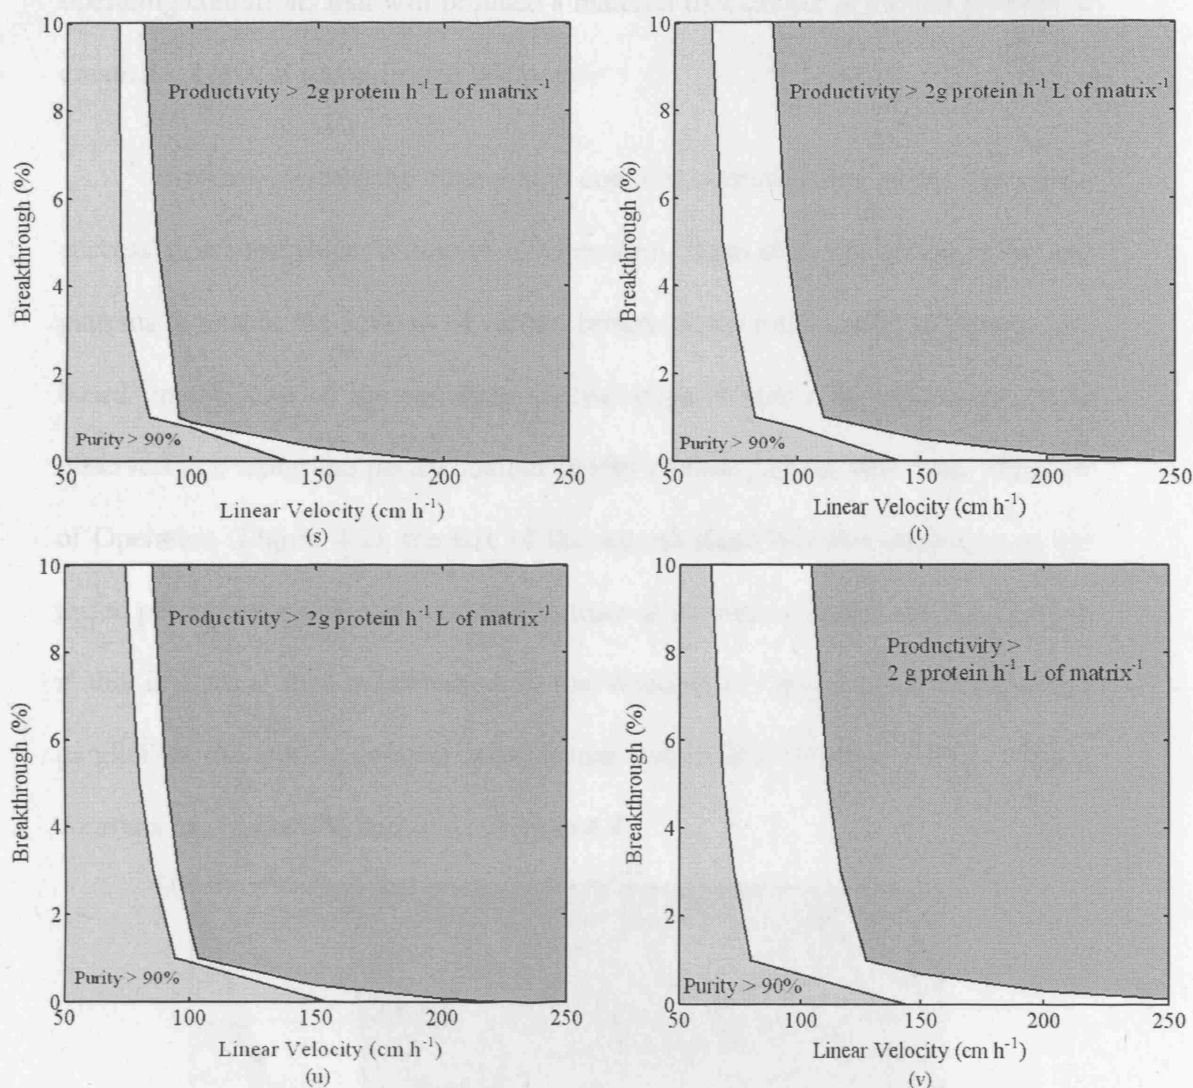 10
8
6
4
2
0
Breakthrough (%)
Productivity > 2g protein h⁻¹ L of matrix⁻¹
Purity > 90%
50 100 150 200 250
Linear Velocity (cm h⁻¹)
(s)
10
8
6
4
2
0
Breakthrough (%)
Productivity > 2g protein h⁻¹ L of matrix⁻¹
Purity > 90%
50 100 150 200 250
Linear Velocity (cm h⁻¹)
(t)
10
8
6
4
2
0
Breakthrough (%)
Productivity > 2g protein h⁻¹ L of matrix⁻¹
Purity > 90%
50 100 150 200 250
Linear Velocity (cm h⁻¹)
(u)
10
8
6
4
2
0
Breakthrough (%)
Productivity >
2 g protein h⁻¹ L of matrix⁻¹
Purity > 90%
50 100 150 200 250
Linear Velocity (cm h⁻¹)
(v)